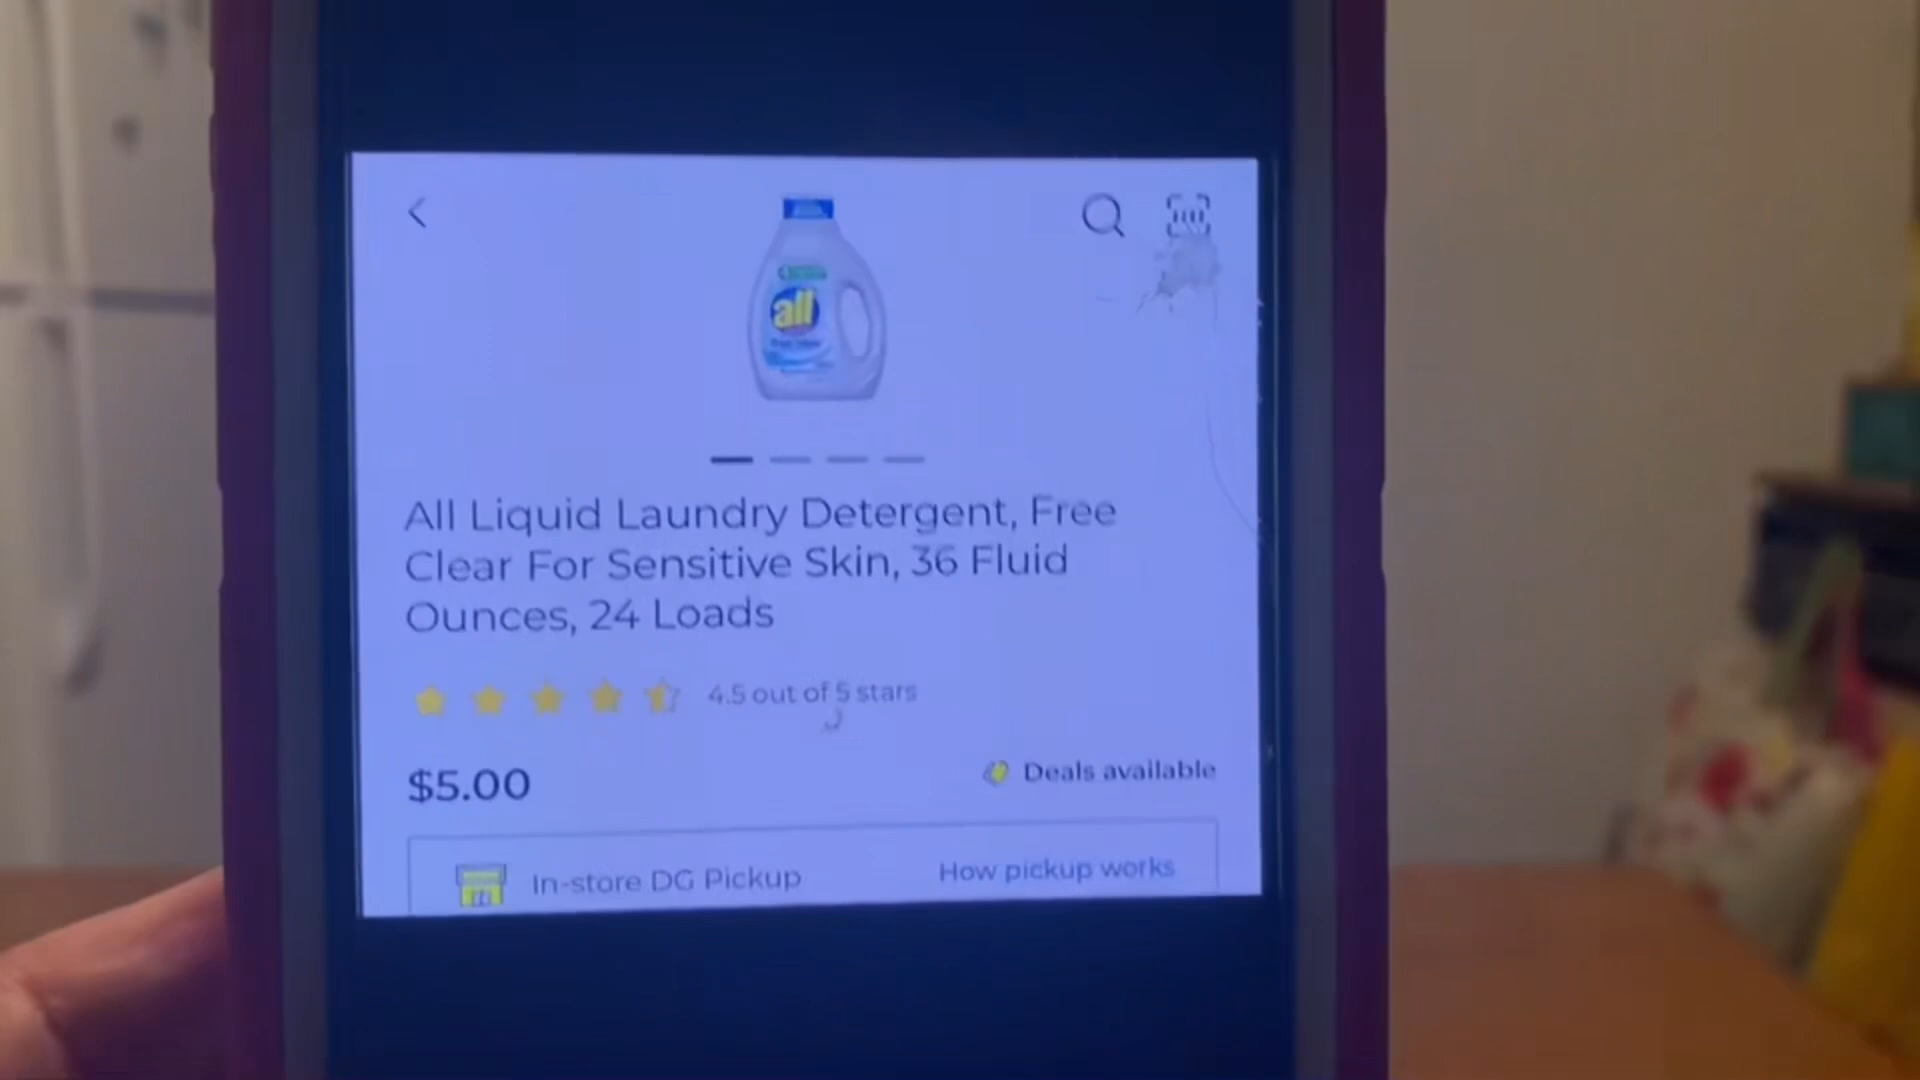 all
All Liquid Laundry Detergent, Free
Clear For Sensitive Skin, 36 Fluid
Ounces, 24 Loads
4.5 out of 5 stars
$5.00
Deals available
In-store DG Pickup
How pickup works